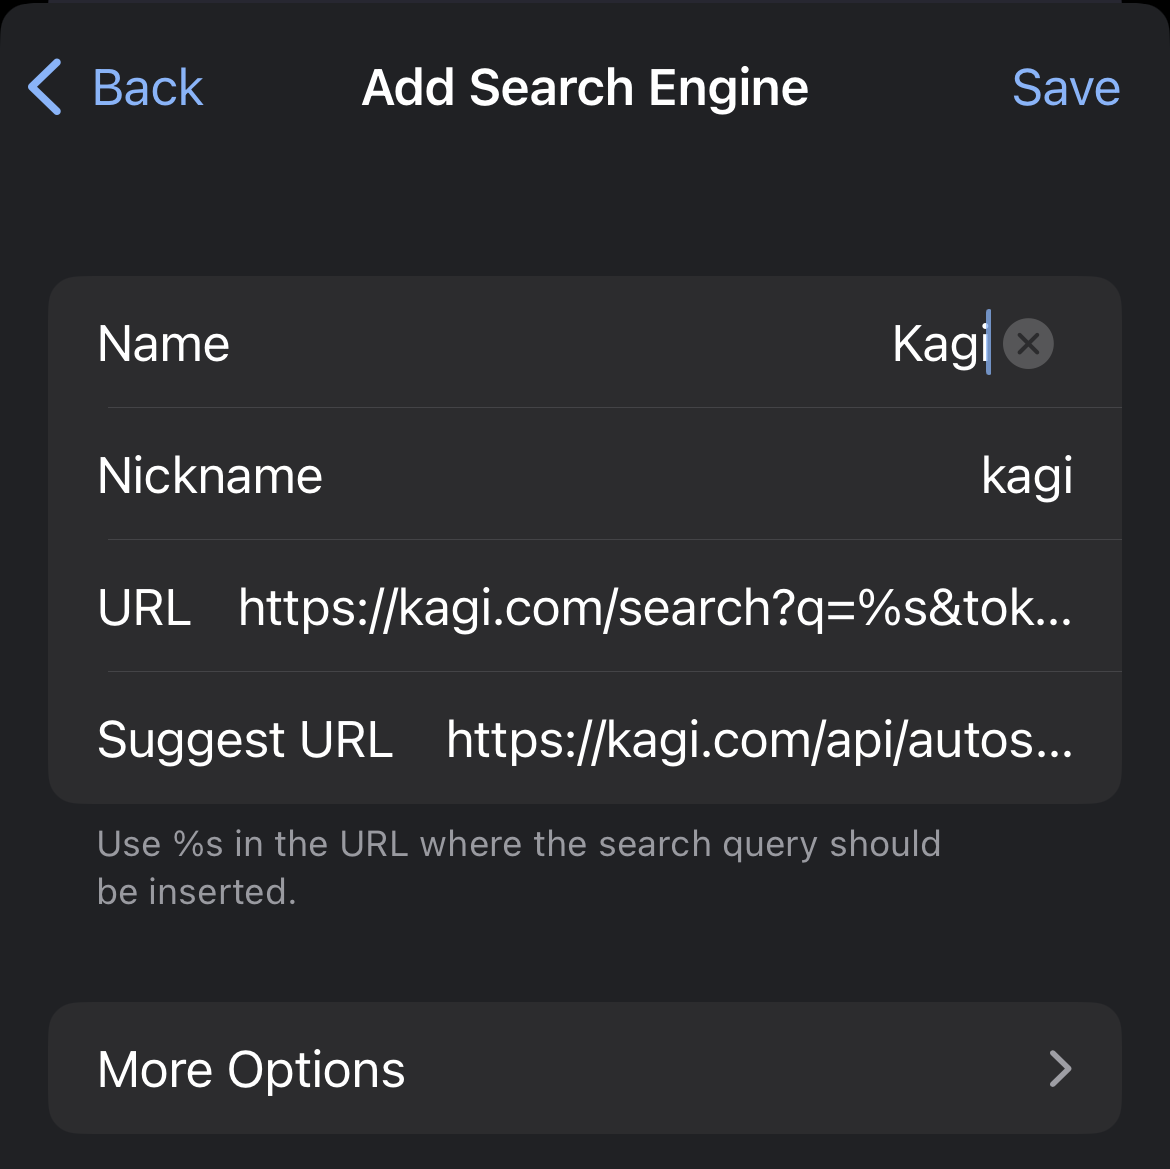 Back Add Search Engine Save
Name Kagi
Nickname kagi
URL https://kagi.com/search?q=%s&tok...
Suggest URL https://kagi.com/api/autos...
Use %s in the URL where the search query should
be inserted.
More Options